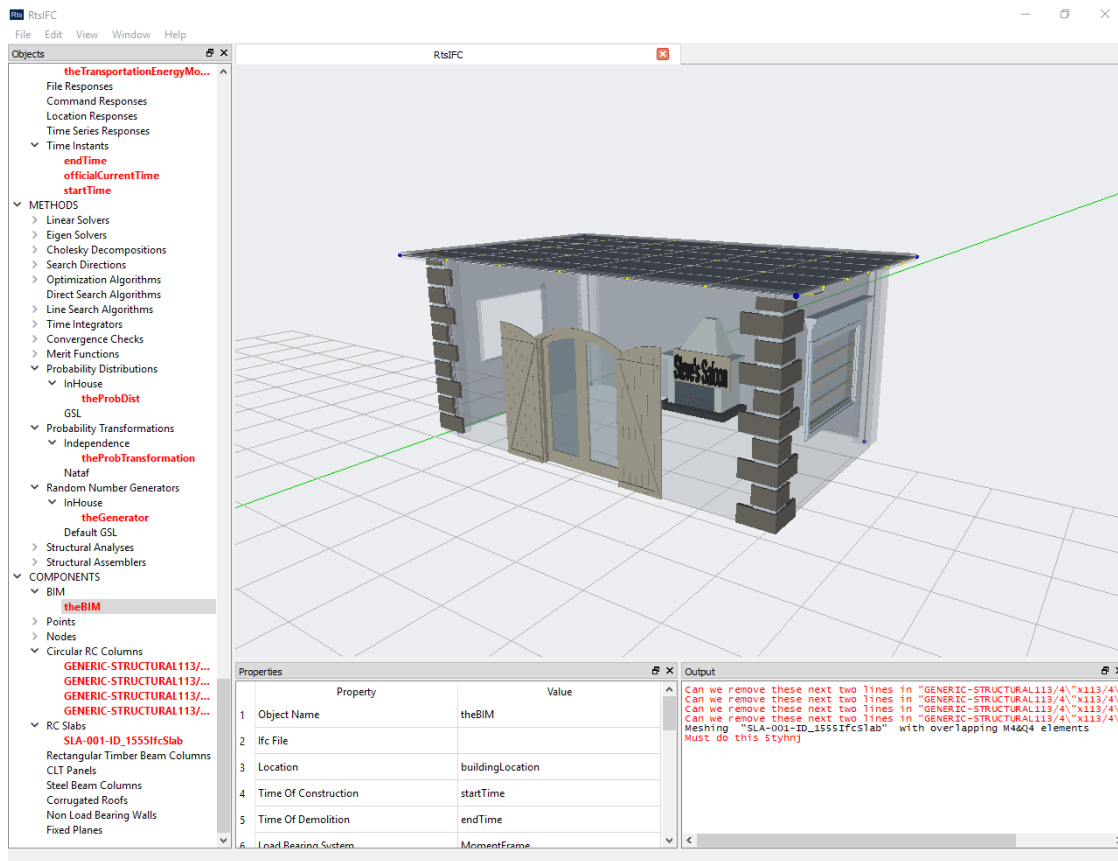 Rts RtsIFC
File Edit View Window Help
Objects
theTransportationEnergyMo...
File Responses
Command Responses
Location Responses
Time Series Responses
Time Instants
endTime
officialCurrentTime
startTime
METHODS
Linear Solvers
Eigen Solvers
Cholesky Decompositions
Search Directions
Optimization Algorithms
Direct Search Algorithms
Line Search Algorithms
Time Integrators
Convergence Checks
Merit Functions
Probability Distributions
InHouse
theProbDist
GSL
Probability Transformations
Independence
theProbTransformation
Nataf
Random Number Generators
InHouse
theGenerator
Default GSL
Structural Analyses
Structural Assemblers
COMPONENTS
BIM
theBIM
Points
Nodes
Circular RC Columns
GENERIC-STRUCTURAL113/...
GENERIC-STRUCTURAL113/...
GENERIC-STRUCTURAL113/...
GENERIC-STRUCTURAL113/...
RC Slabs
SLA-001-ID_1555IfcSlab
Rectangular Timber Beam Columns
CLT Panels
Steel Beam Columns
Corrugated Roofs
Non Load Bearing Walls
Fixed Planes
RtsIFC
Properties
Property Value
1 Object Name theBIM
2 Ifc File
3 Location buildingLocation
4 Time Of Construction startTime
5 Time Of Demolition endTime
6 Load Bearing System MomentFrame
Output
Can we remove these next two lines in "GENERIC-STRUCTURAL113/4\"x113/4\
Can we remove these next two lines in "GENERIC-STRUCTURAL113/4\"x113/4\
Can we remove these next two lines in "GENERIC-STRUCTURAL113/4\"x113/4\
Can we remove these next two lines in "GENERIC-STRUCTURAL113/4\"x113/4\
Meshing "SLA-001-ID_1555IfcSlab" with overlapping M4&Q4 elements
Must do this 5tyhnj